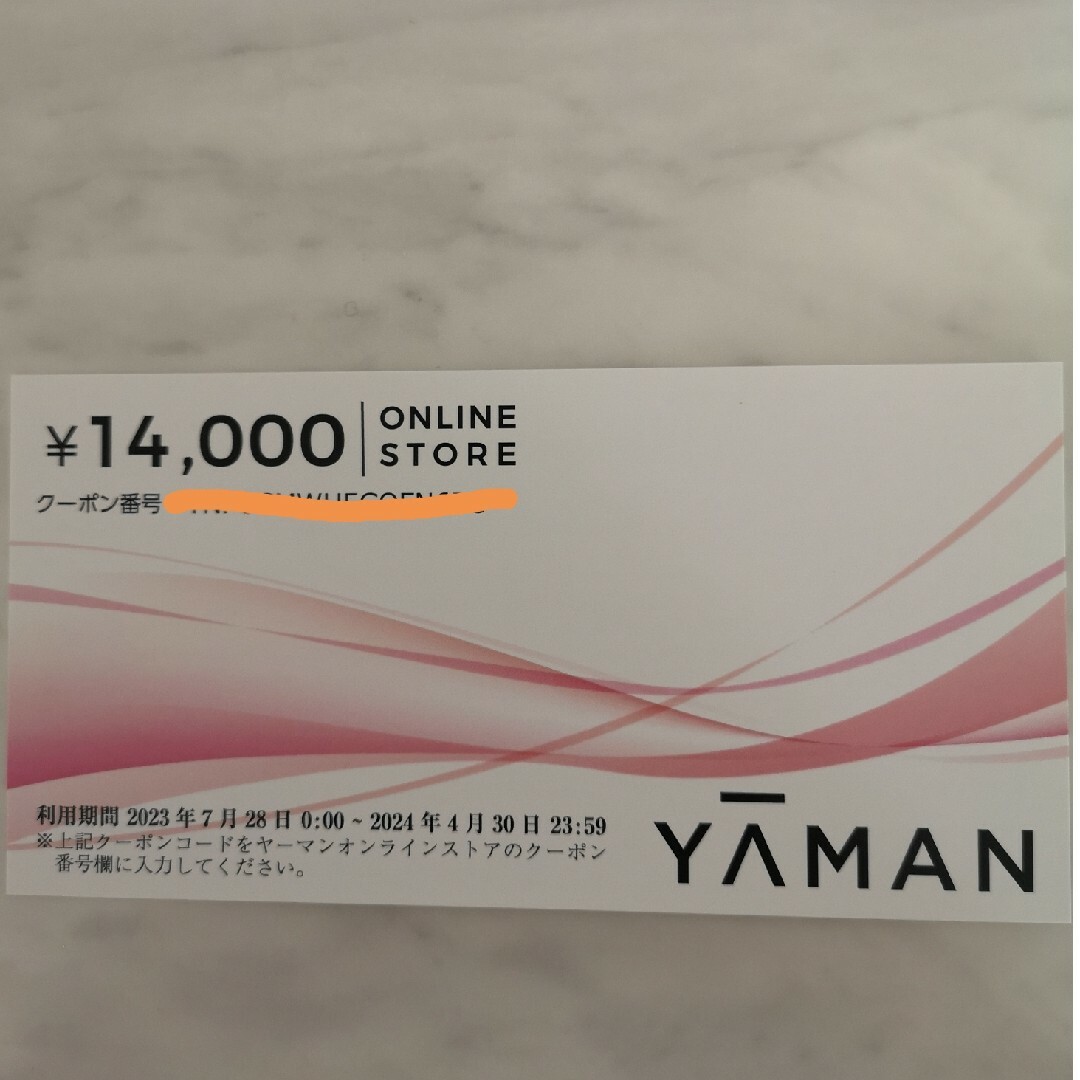 ¥14,000
ONLINE
STORE
クーポン番号
利用期間 2023年7月28日 0:00 ~ 2024年4月30日 23:59
※上記クーポンコードをヤーマンオンラインストアのクーポン
番号欄に入力してください。
YĀMAN